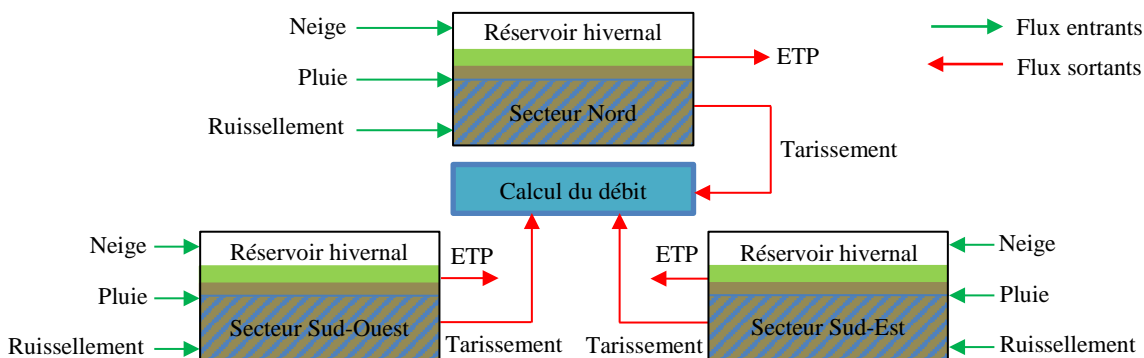 Neige
Réservoir hivernal
ETP
Flux entrants
Flux sortants
Pluie
Ruissellement
Secteur Nord
Tarissement
Calcul du débit
Neige
Réservoir hivernal
ETP
Pluie
Ruissellement
Secteur Sud-Ouest
Tarissement
ETP
Réservoir hivernal
Neige
Pluie
Tarissement
Secteur Sud-Est
Ruissellement